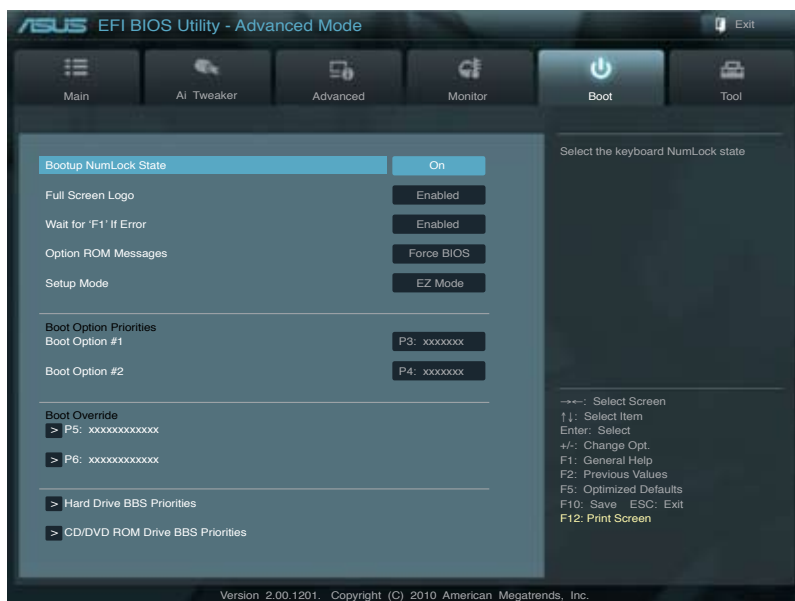 ASUS EFI BIOS Utility - Advanced Mode
Exit
Main
Ai Tweaker
Advanced
Monitor
Boot
Tool
Bootup NumLock State On
Full Screen Logo Enabled
Wait for ‘F1’ If Error Enabled
Option ROM Messages Force BIOS
Setup Mode EZ Mode
Boot Option Priorities
Boot Option #1 P3: xxxxxxx
Boot Option #2 P4: xxxxxxx
Boot Override
> P5: xxxxxxxxxxxx
> P6: xxxxxxxxxxxx
> Hard Drive BBS Priorities
> CD/DVD ROM Drive BBS Priorities
Select the keyboard NumLock state
→←: Select Screen
↑↓: Select Item
Enter: Select
+/-: Change Opt.
F1: General Help
F2: Previous Values
F5: Optimized Defaults
F10: Save ESC: Exit
F12: Print Screen
Version 2.00.1201. Copyright (C) 2010 American Megatrends, Inc.